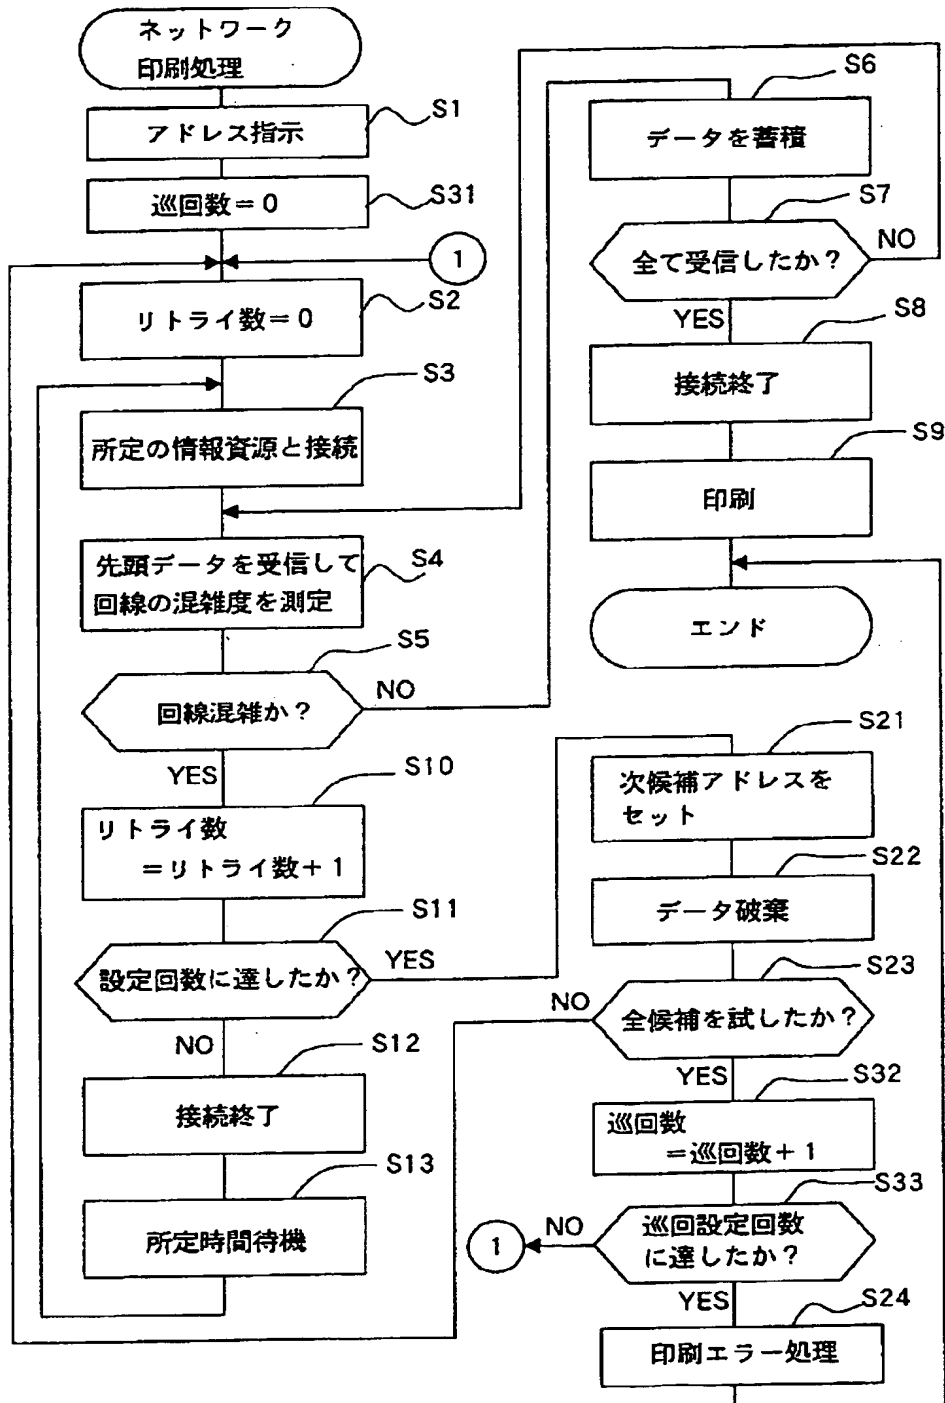 ネットワーク
印刷処理
アドレス指示
S1
巡回数=0
S31
1
リトライ数=0
S2
所定の情報資源と接続
S3
先頭データを受信して
回線の混雑度を測定
S4
回線混雑か?
S5
NO
YES
リトライ数
=リトライ数+1
S10
設定回数に達したか?
S11
YES
NO
接続終了
S12
所定時間待機
S13
データを蓄積
S6
全て受信したか?
S7
NO
YES
接続終了
S8
印刷
S9
エンド
次候補アドレスを
セット
S21
データ破棄
S22
全候補を試したか?
S23
NO
YES
巡回数
=巡回数+1
S32
巡回設定回数
に達したか?
S33
NO
1
YES
印刷エラー処理
S24